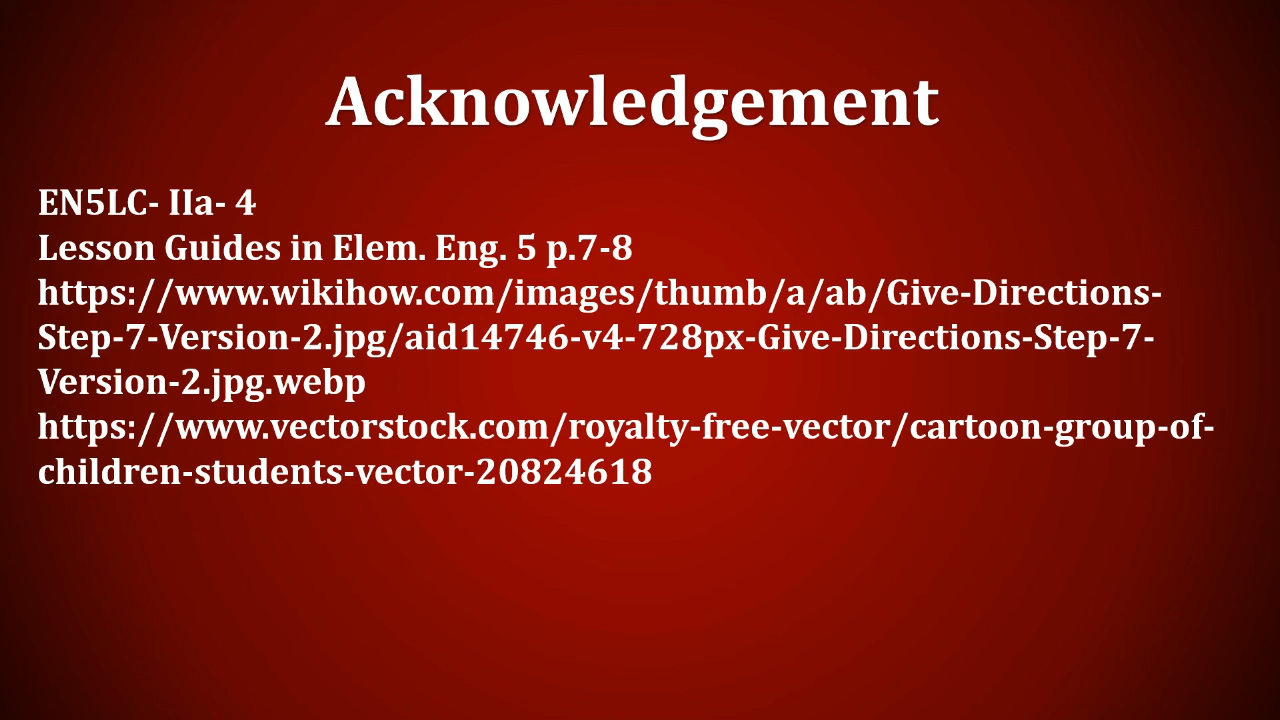 Acknowledgement
EN5LC- IIa- 4
Lesson Guides in Elem. Eng. 5 p.7-8
https://www.wikihow.com/images/thumb/a/ab/Give-Directions-
Step-7-Version-2.jpg/aid14746-v4-728px-Give-Directions-Step-7-
Version-2.jpg.webp
https://www.vectorstock.com/royalty-free-vector/cartoon-group-of-
children-students-vector-20824618